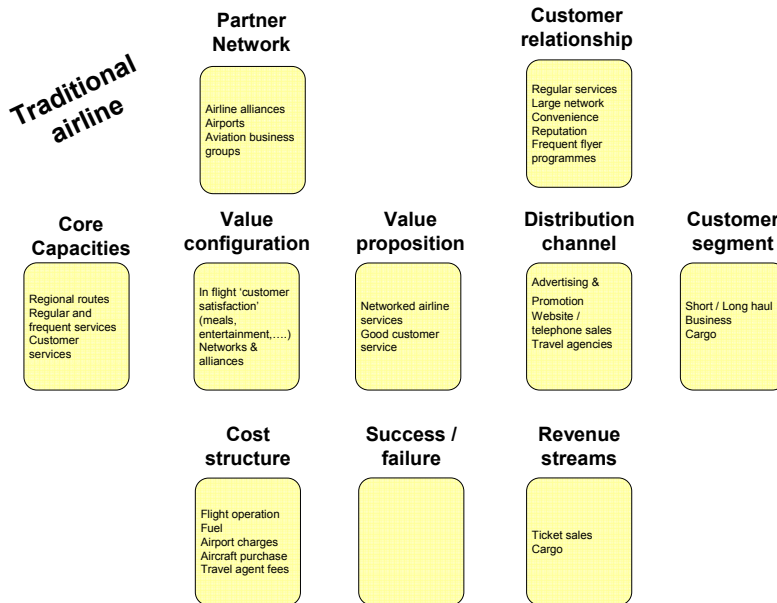 Traditional
airline
Partner
Network
Airline alliances
Airports
Aviation business
groups
Customer
relationship
Regular services
Large network
Convenience
Reputation
Frequent flyer
programmes
Core
Capacities
Regional routes
Regular and
frequent services
Customer
services
Value
configuration
In flight ‘customer
satisfaction’
(meals,
entertainment,….)
Networks &
alliances
Value
proposition
Networked airline
services
Good customer
service
Distribution
channel
Advertising &
Promotion
Website /
telephone sales
Travel agencies
Customer
segment
Short / Long haul
Business
Cargo
Cost
structure
Flight operation
Fuel
Airport charges
Aircraft purchase
Travel agent fees
Success /
failure
Revenue
streams
Ticket sales
Cargo